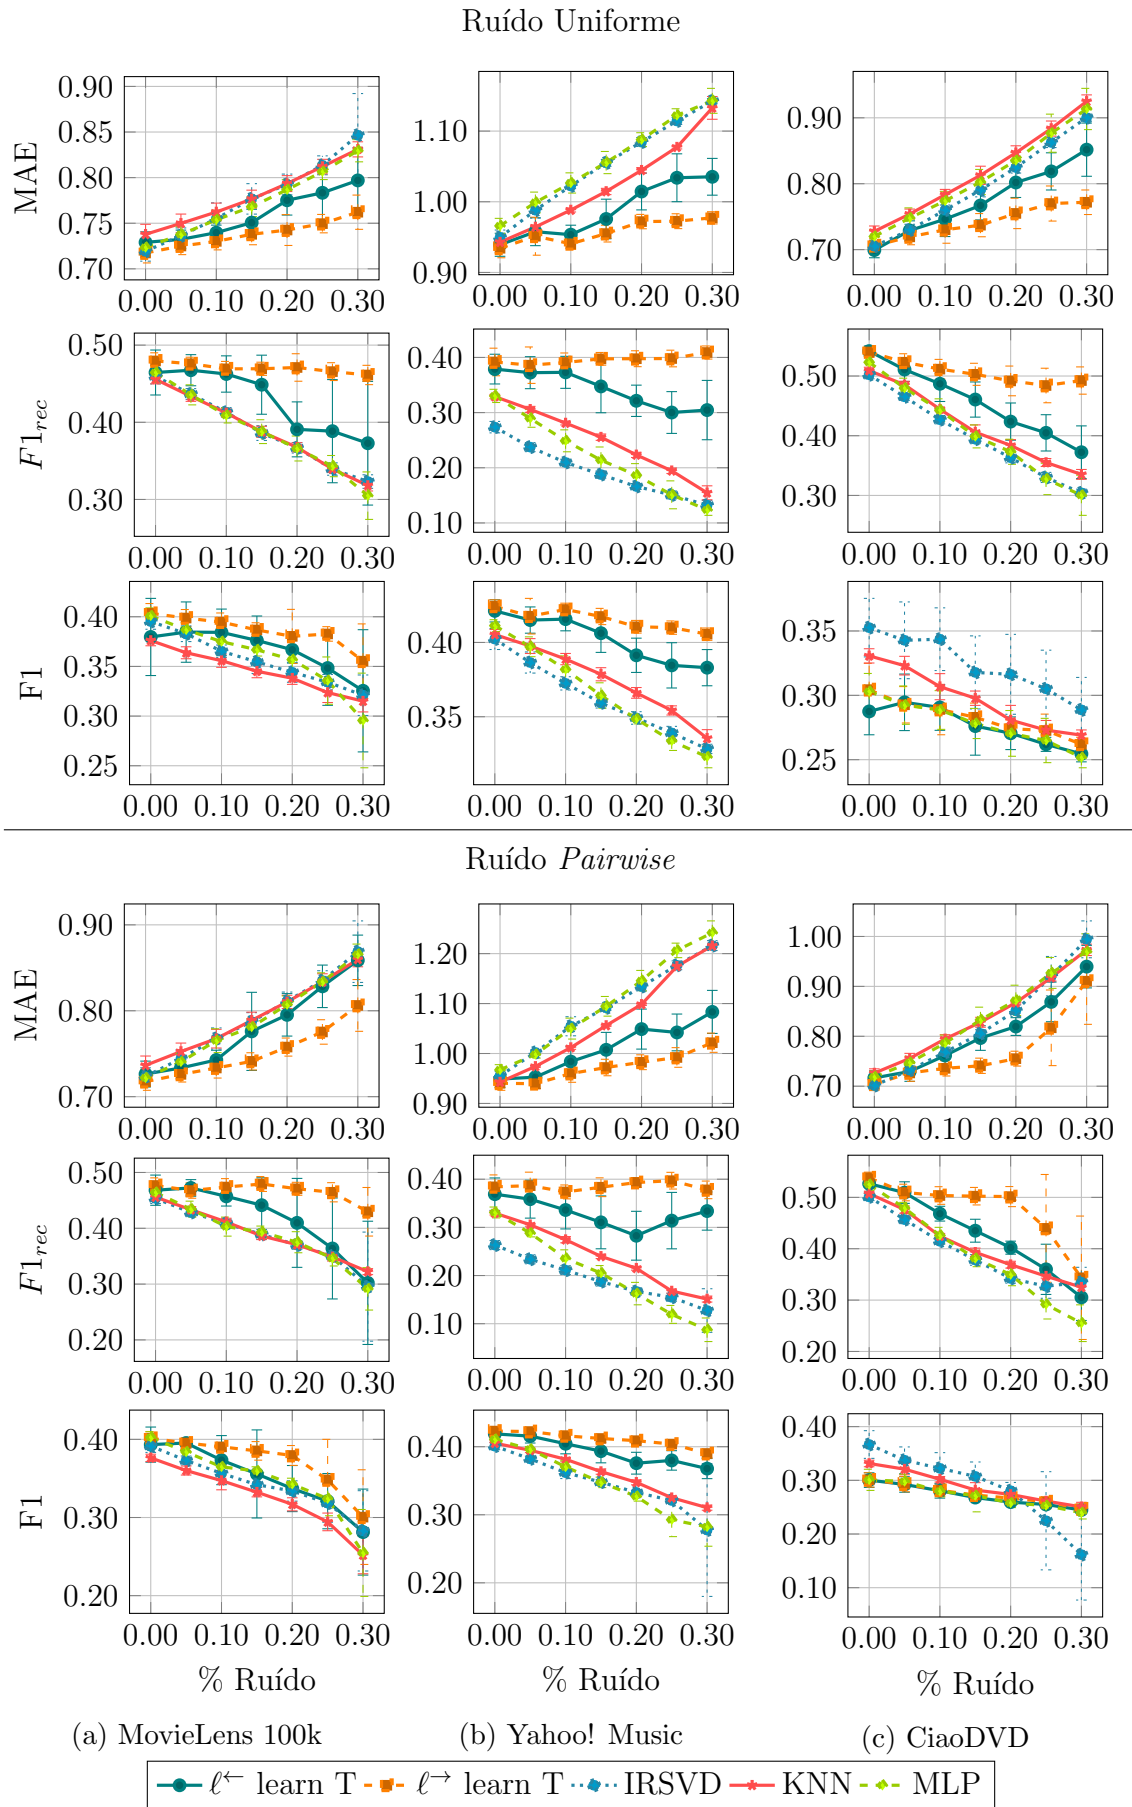 Ruído Uniforme
MAE
0.90
0.85
0.80
0.75
0.70
0.00 0.10 0.20 0.30
1.10
1.00
0.90
0.00 0.10 0.20 0.30
0.90
0.80
0.70
0.00 0.10 0.20 0.30
F1rec
0.50
0.40
0.30
0.00 0.10 0.20 0.30
0.40
0.30
0.20
0.10
0.00 0.10 0.20 0.30
0.50
0.40
0.30
0.00 0.10 0.20 0.30
F1
0.40
0.35
0.30
0.25
0.00 0.10 0.20 0.30
0.40
0.35
0.00 0.10 0.20 0.30
0.35
0.30
0.25
0.00 0.10 0.20 0.30
Ruído Pairwise
MAE
0.90
0.80
0.70
0.00 0.10 0.20 0.30
1.20
1.10
1.00
0.90
0.00 0.10 0.20 0.30
1.00
0.90
0.80
0.70
0.00 0.10 0.20 0.30
F1rec
0.50
0.40
0.30
0.20
0.00 0.10 0.20 0.30
0.40
0.30
0.20
0.10
0.00 0.10 0.20 0.30
0.50
0.40
0.30
0.20
0.00 0.10 0.20 0.30
F1
0.40
0.30
0.20
0.00 0.10 0.20 0.30
% Ruído
0.40
0.20
0.00 0.10 0.20 0.30
% Ruído
0.40
0.30
0.20
0.10
0.00 0.10 0.20 0.30
% Ruído
(a) MovieLens 100k (b) Yahoo! Music (c) CiaoDVD
ℓ← learn T ℓ→ learn T IRSVD KNN MLP